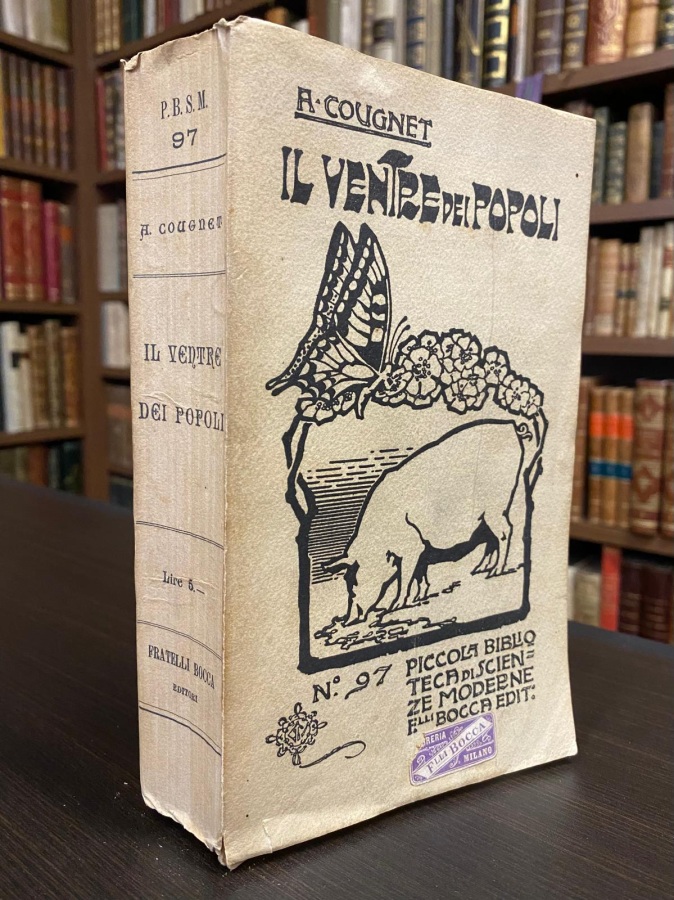 P. B. S. M.
97
A. COUGNET
IL VENTRE
DEI POPOLI
Lire 5.—
FRATELLI BOCCA
EDITORI
A· COUGNET
IL VENTRE DEI POPOLI
N.º 97
PICCOLA BIBLIO
TECA DI SCIEN=
ZE MODERNE
F.LLI BOCCA EDIT:
LIBRERIA
F.LLI BOCCA
MILANO